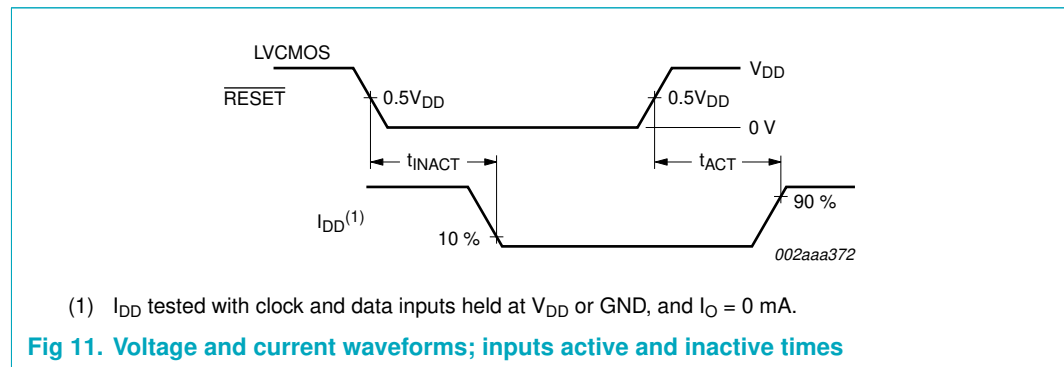 LVCMOS
RESET
0.5VDD
0.5VDD
VDD
0 V
tINACT
tACT
IDD(1)
10 %
90 %
002aaa372
(1) IDD tested with clock and data inputs held at VDD or GND, and IO = 0 mA.
Fig 11. Voltage and current waveforms; inputs active and inactive times